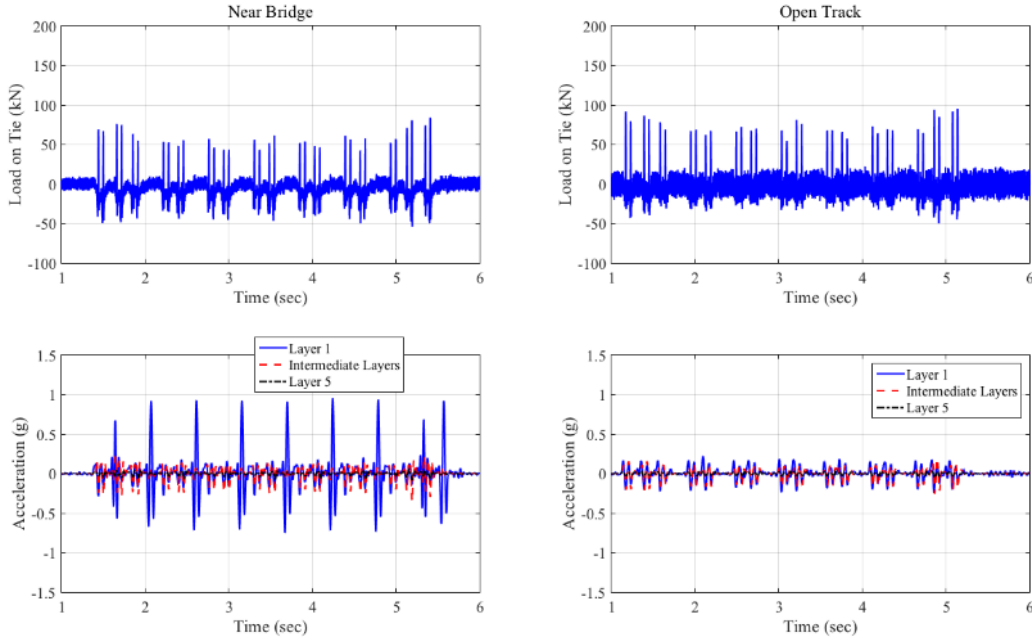 Near Bridge
200
150
100
50
0
-50
-100
Load on Tie (kN)
1 2 3 4 5 6
Time (sec)
Open Track
200
150
100
50
0
-50
-100
Load on Tie (kN)
1 2 3 4 5 6
Time (sec)
1.5
1
0.5
0
-0.5
-1
-1.5
Acceleration (g)
Layer 1
Intermediate Layers
Layer 5
1 2 3 4 5 6
Time (sec)
1.5
1
0.5
0
-0.5
-1
-1.5
Acceleration (g)
Layer 1
Intermediate Layers
Layer 5
1 2 3 4 5 6
Time (sec)